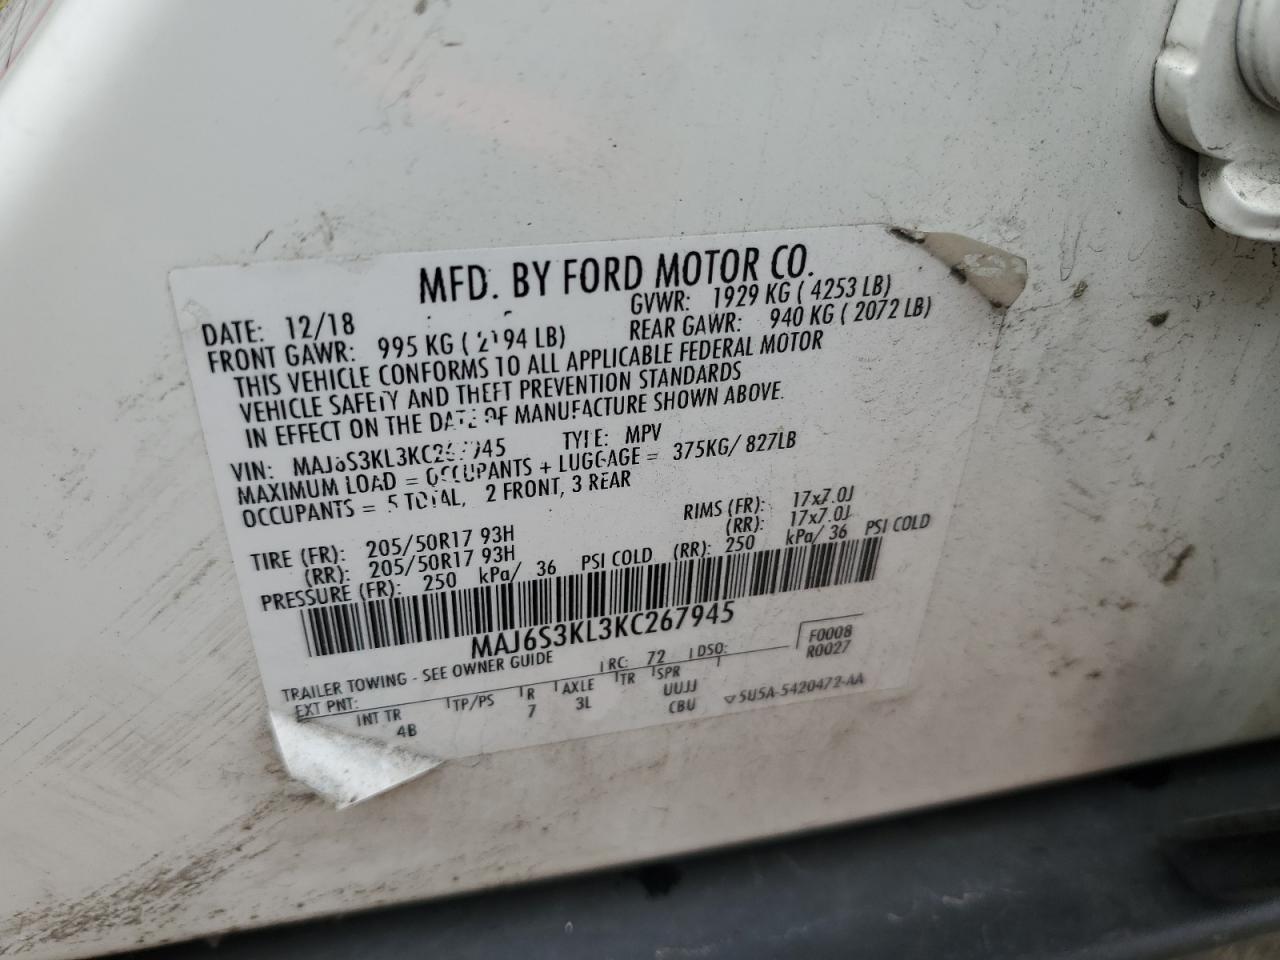 MFD. BY FORD MOTOR CO.
DATE: 12/18 GVWR: 1929 KG ( 4253 LB)
FRONT GAWR: 995 KG ( 2194 LB) REAR GAWR: 940 KG ( 2072 LB)
THIS VEHICLE CONFORMS TO ALL APPLICABLE FEDERAL MOTOR
VEHICLE SAFETY AND THEFT PREVENTION STANDARDS
IN EFFECT ON THE DATE OF MANUFACTURE SHOWN ABOVE.
VIN: MAJ6S3KL3KC267945 TYPE: MPV
MAXIMUM LOAD = OCCUPANTS + LUGGAGE = 375KG/ 827LB
OCCUPANTS = 5 TOTAL, 2 FRONT, 3 REAR
TIRE (FR): 205/50R17 93H RIMS (FR): 17x7.0J
(RR): 205/50R17 93H (RR): 17x7.0J
PRESSURE (FR): 250 kPa/ 36 PSI COLD (RR): 250 kPa/ 36 PSI COLD
MAJ6S3KL3KC267945
TRAILER TOWING - SEE OWNER GUIDE
EXT PNT: RC: 72 DSO: F0008
R0027
INT TR TP/PS R AXLE TR SPR
4B 7 3L UUJJ
CBU ▽5U5A-5420472-AA